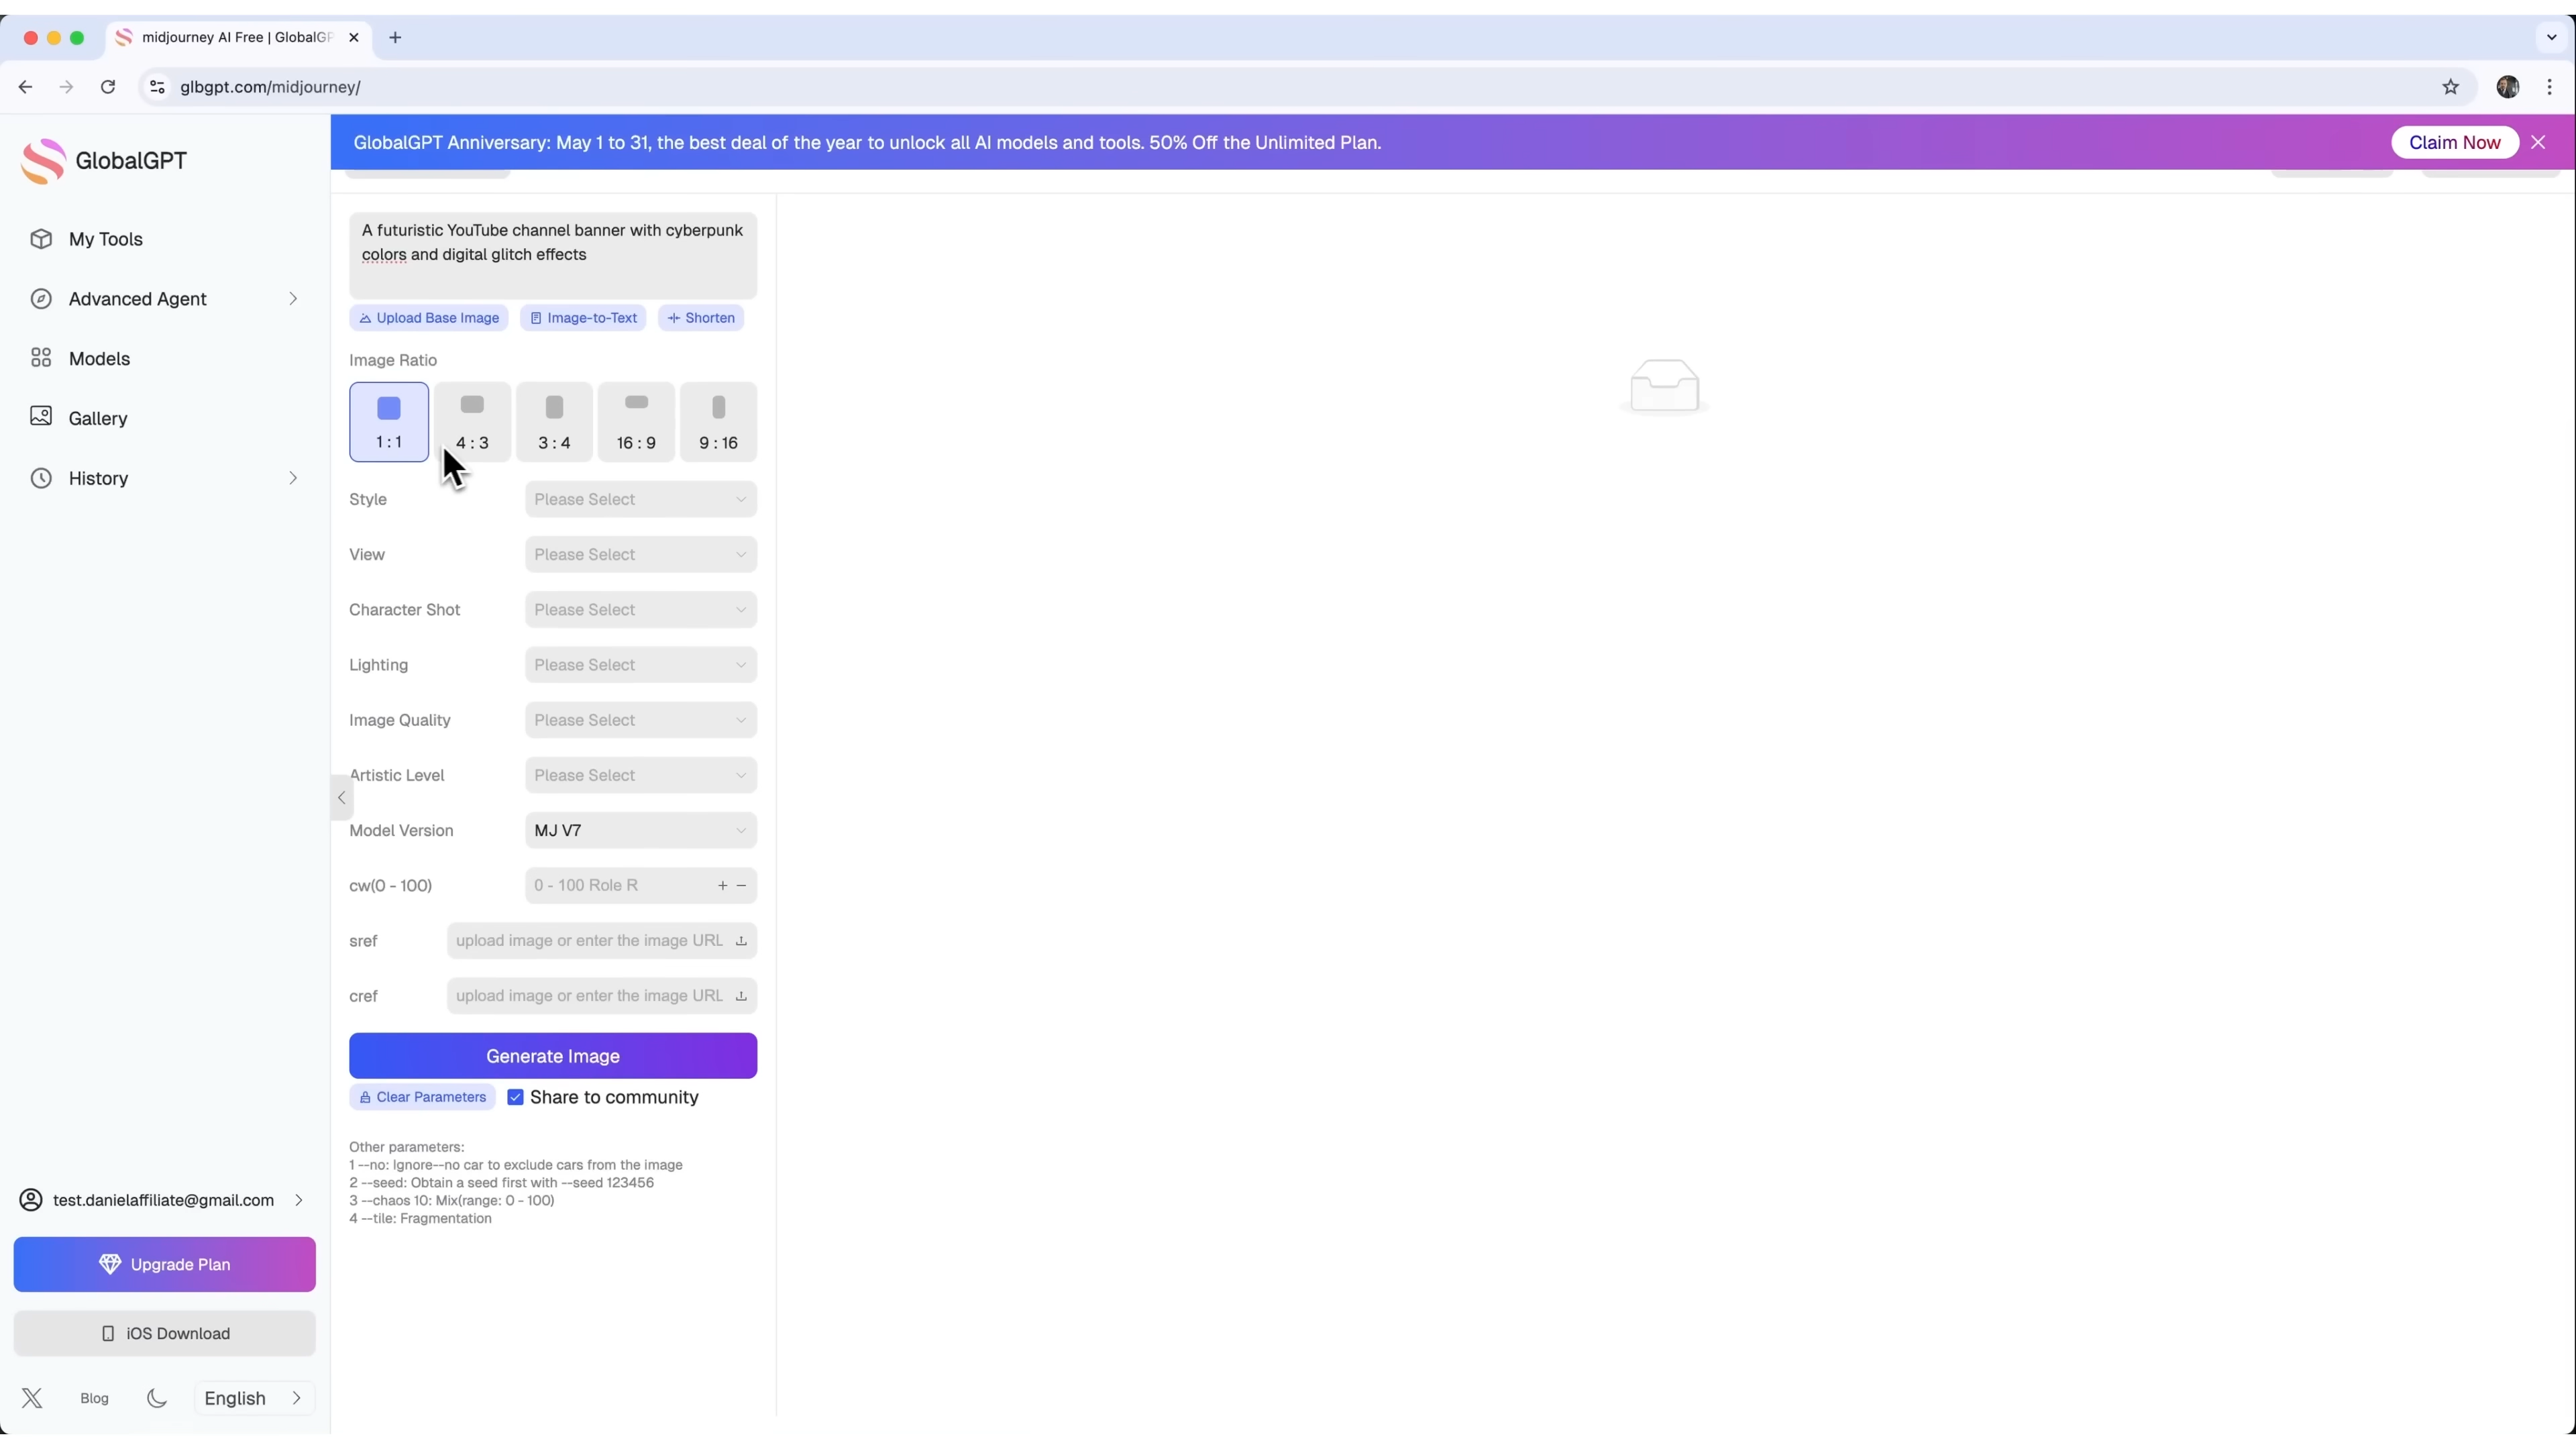 midjourney AI Free | GlobalGP
glbgpt.com/midjourney/
GlobalGPT
GlobalGPT Anniversary: May 1 to 31, the best deal of the year to unlock all AI models and tools. 50% Off the Unlimited Plan.
Claim Now
My Tools
Advanced Agent
Models
Gallery
History
A futuristic YouTube channel banner with cyberpunk
colors and digital glitch effects
Upload Base Image
Image-to-Text
Shorten
Image Ratio
1 : 1
4 : 3
3 : 4
16 : 9
9 : 16
Style
Please Select
View
Please Select
Character Shot
Please Select
Lighting
Please Select
Image Quality
Please Select
Artistic Level
Please Select
Model Version
MJ V7
cw(0 - 100)
0 - 100 Role R
sref
upload image or enter the image URL
cref
upload image or enter the image URL
Generate Image
Clear Parameters
Share to community
Other parameters:
1 --no: Ignore--no car to exclude cars from the image
2 --seed: Obtain a seed first with --seed 123456
3 --chaos 10: Mix(range: 0 - 100)
4 --tile: Fragmentation
test.danielaffiliate@gmail.com
Upgrade Plan
iOS Download
Blog
English